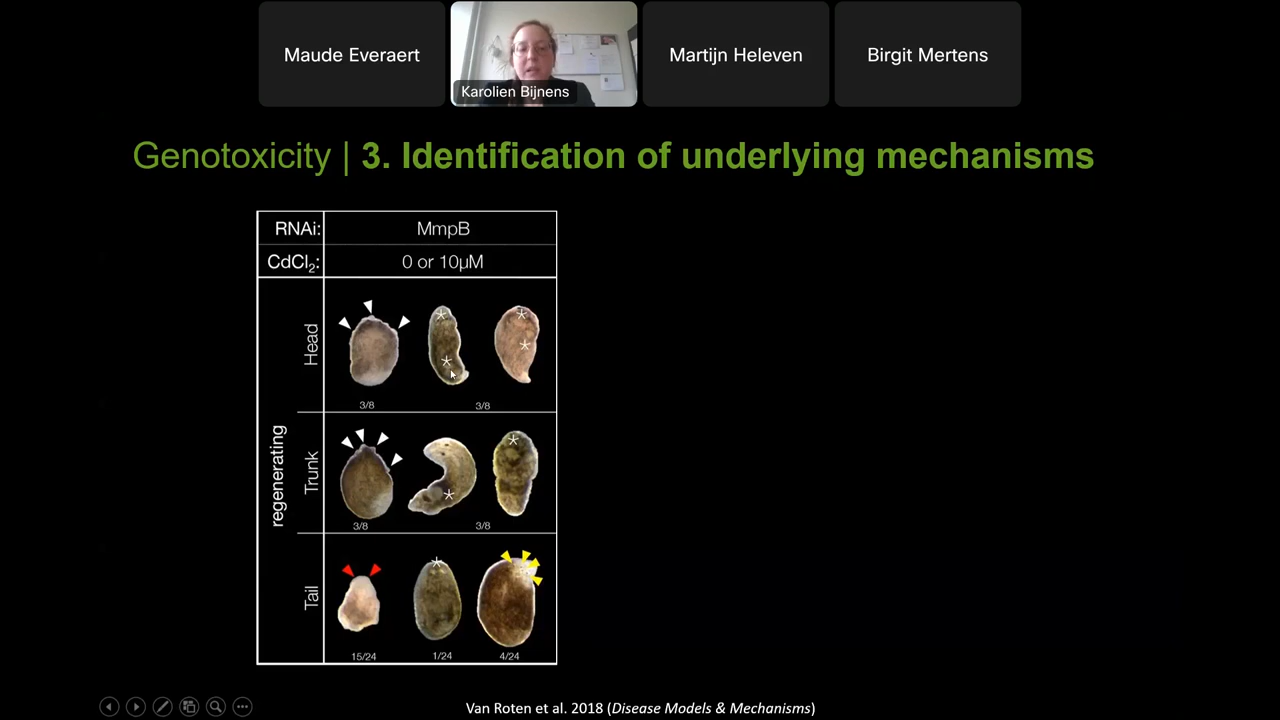 Maude Everaert
Karolien Bijnens
Martijn Heleven
Birgit Mertens
Genotoxicity | 3. Identification of underlying mechanisms
RNAi: MmpB
CdCl₂: 0 or 10µM
regenerating
Head
3/8 3/8
Trunk
3/8 3/8
Tail
15/24 1/24 4/24
Van Roten et al. 2018 (Disease Models & Mechanisms)